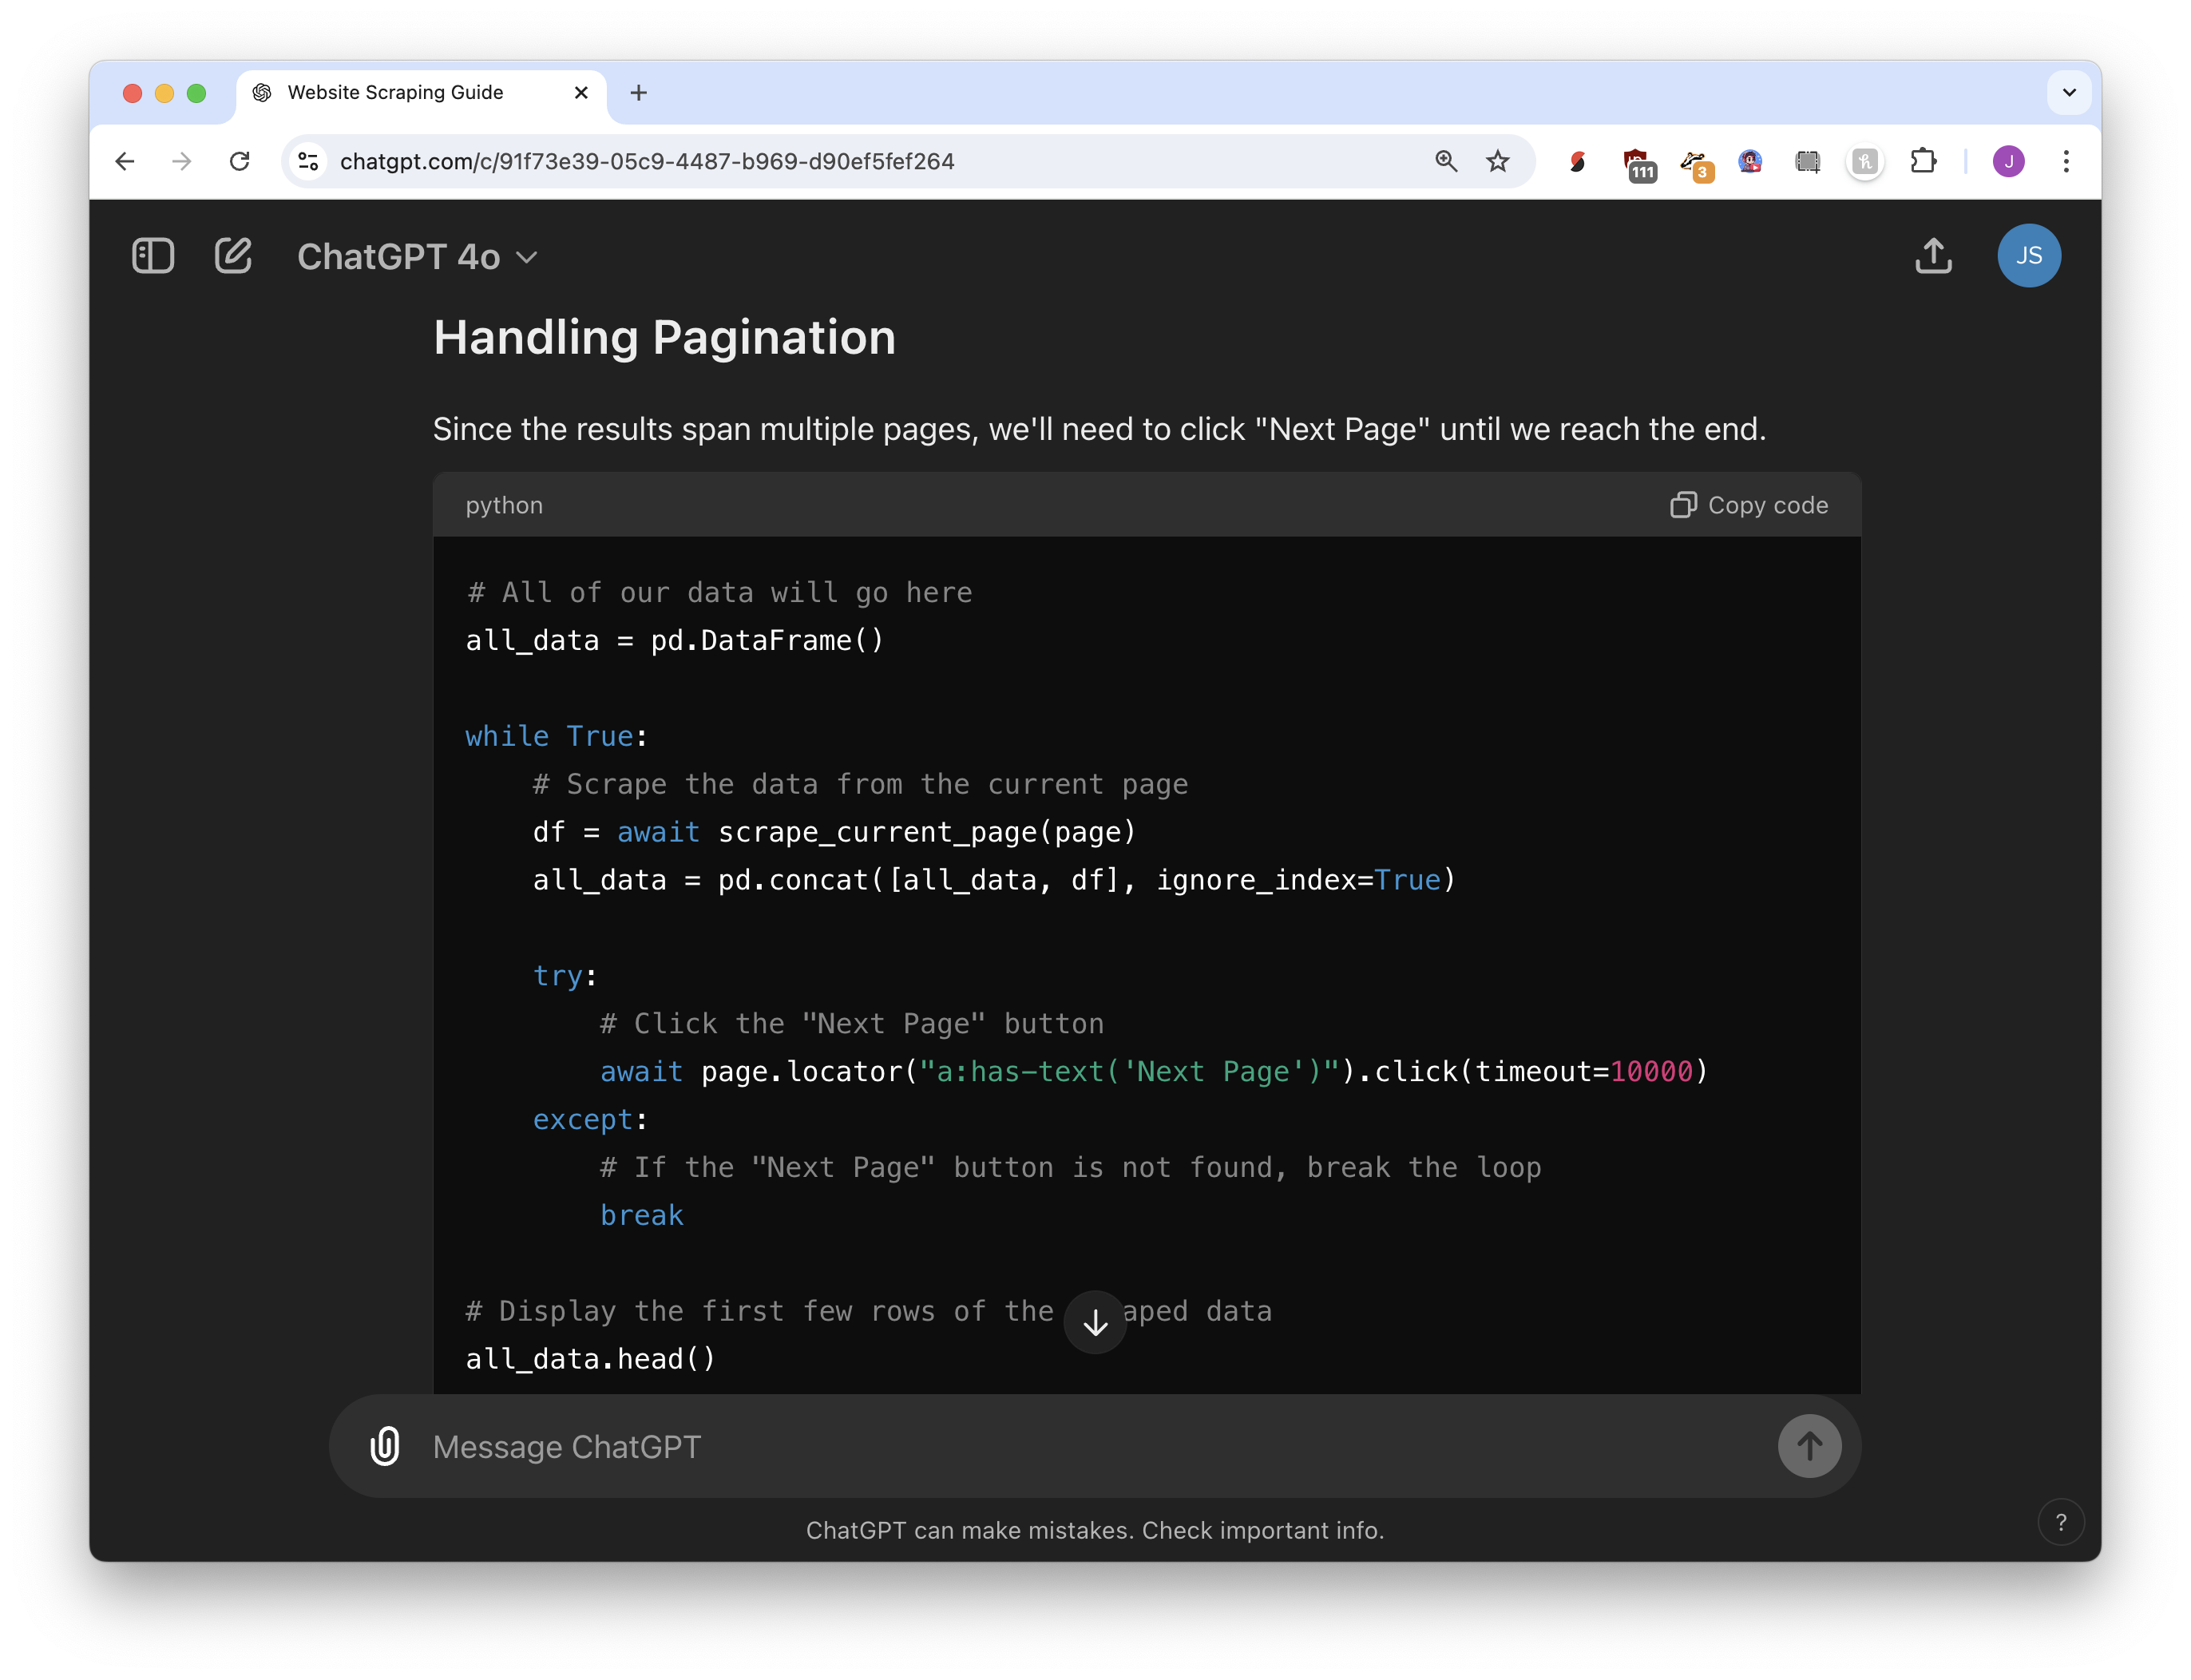 Website Scraping Guide
chatgpt.com/c/91f73e39-05c9-4487-b969-d90ef5fef264
111
3
J
ChatGPT 4o
JS
Handling Pagination
Since the results span multiple pages, we'll need to click "Next Page" until we reach the end.
python
Copy code
# All of our data will go here
all_data = pd.DataFrame()
while True:
    # Scrape the data from the current page
    df = await scrape_current_page(page)
    all_data = pd.concat([all_data, df], ignore_index=True)
    try:
        # Click the "Next Page" button
        await page.locator("a:has-text('Next Page')").click(timeout=10000)
    except:
        # If the "Next Page" button is not found, break the loop
        break
# Display the first few rows of the aped data
all_data.head()
Message ChatGPT
ChatGPT can make mistakes. Check important info.
?